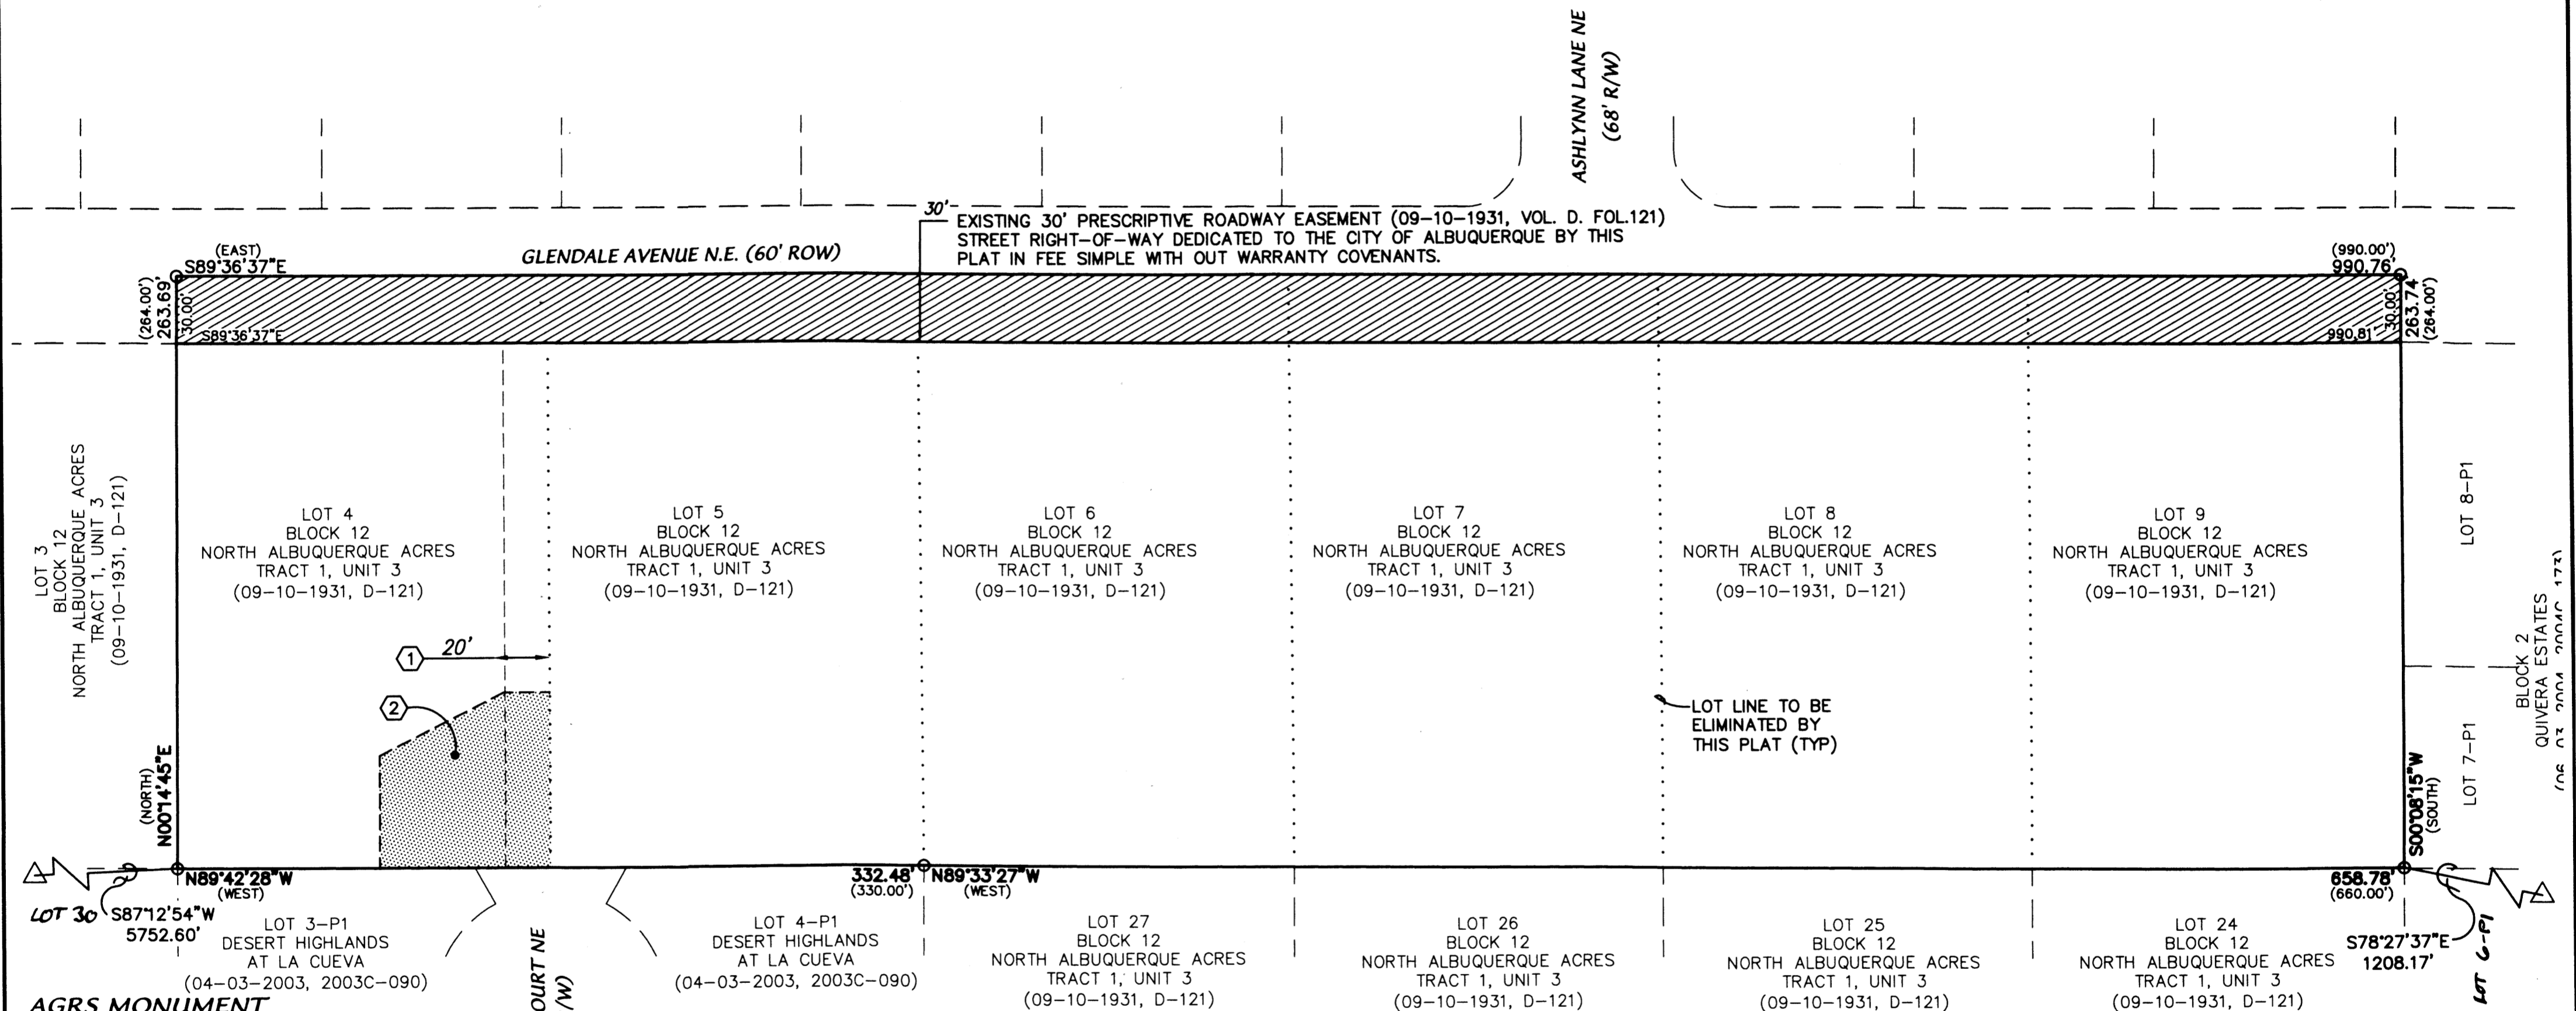 ASHLYNN LANE NE
(68' R/W)
30'
EXISTING 30' PRESCRIPTIVE ROADWAY EASEMENT (09-10-1931, VOL. D. FOL.121)
STREET RIGHT-OF-WAY DEDICATED TO THE CITY OF ALBUQUERQUE BY THIS
PLAT IN FEE SIMPLE WITH OUT WARRANTY COVENANTS.
(EAST)
S89°36'37"E
GLENDALE AVENUE N.E. (60' ROW)
(990.00')
990.76'
(264.00')
263.69'
30.00'
S89°36'37"E
990.81'
30.00'
263.74'
(264.00')
LOT 3
BLOCK 12
NORTH ALBUQUERQUE ACRES
TRACT 1, UNIT 3
(09-10-1931, D-121)
LOT 4
BLOCK 12
NORTH ALBUQUERQUE ACRES
TRACT 1, UNIT 3
(09-10-1931, D-121)
LOT 5
BLOCK 12
NORTH ALBUQUERQUE ACRES
TRACT 1, UNIT 3
(09-10-1931, D-121)
LOT 6
BLOCK 12
NORTH ALBUQUERQUE ACRES
TRACT 1, UNIT 3
(09-10-1931, D-121)
LOT 7
BLOCK 12
NORTH ALBUQUERQUE ACRES
TRACT 1, UNIT 3
(09-10-1931, D-121)
LOT 8
BLOCK 12
NORTH ALBUQUERQUE ACRES
TRACT 1, UNIT 3
(09-10-1931, D-121)
LOT 9
BLOCK 12
NORTH ALBUQUERQUE ACRES
TRACT 1, UNIT 3
(09-10-1931, D-121)
LOT 8-P1
BLOCK 2
QUIVERA ESTATES
1 20'
2
LOT LINE TO BE
ELIMINATED BY
THIS PLAT (TYP)
LOT 7-P1
(NORTH)
N00°14'45"E
S00°08'15"W
(SOUTH)
N89°42'28"W
(WEST)
332.48'
(330.00')
N89°33'27"W
(WEST)
658.78'
(660.00')
LOT 30
S87°12'54"W
5752.60'
LOT 3-P1
DESERT HIGHLANDS
AT LA CUEVA
(04-03-2003, 2003C-090)
OURT NE
/W)
LOT 4-P1
DESERT HIGHLANDS
AT LA CUEVA
(04-03-2003, 2003C-090)
LOT 27
BLOCK 12
NORTH ALBUQUERQUE ACRES
TRACT 1, UNIT 3
(09-10-1931, D-121)
LOT 26
BLOCK 12
NORTH ALBUQUERQUE ACRES
TRACT 1, UNIT 3
(09-10-1931, D-121)
LOT 25
BLOCK 12
NORTH ALBUQUERQUE ACRES
TRACT 1, UNIT 3
(09-10-1931, D-121)
LOT 24
BLOCK 12
NORTH ALBUQUERQUE ACRES
TRACT 1, UNIT 3
(09-10-1931, D-121)
S78°27'37"E
1208.17'
LOT 6-P1
AGRS MONUMENT